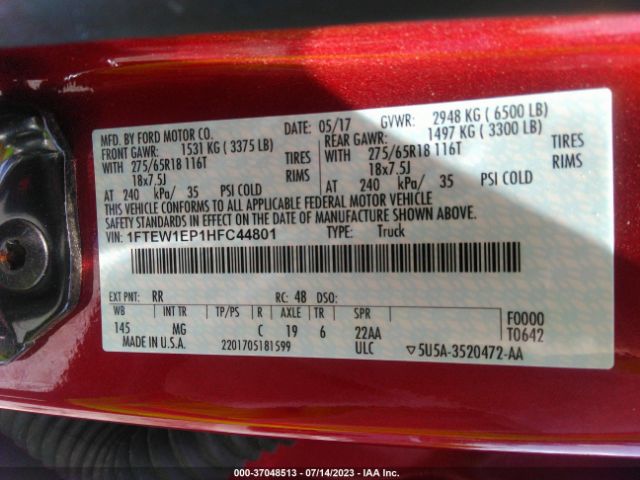 MFD. BY FORD MOTOR CO. DATE: 05/17 GVWR: 2948 KG ( 6500 LB)
FRONT GAWR: 1531 KG ( 3375 LB) REAR GAWR: 1497 KG ( 3300 LB)
WITH 275/65R18 116T TIRES WITH 275/65R18 116T TIRES
18x7.5J RIMS 18x7.5J RIMS
AT 240 kPa/ 35 PSI COLD AT 240 kPa/ 35 PSI COLD
THIS VEHICLE CONFORMS TO ALL APPLICABLE FEDERAL MOTOR VEHICLE
SAFETY STANDARDS IN EFFECT ON THE DATE OF MANUFACTURE SHOWN ABOVE.
VIN: 1FTEW1EP1HFC44801 TYPE: Truck
EXT PNT: RR RC: 48 DSO:
WB INT TR TP/PS R AXLE TR SPR F0000
145 MG C 19 6 22AA T0642
MADE IN U.S.A. 2201705181599 ULC ▽5U5A-3520472-AA
000-37048513 - 07/14/2023 - IAA Inc.